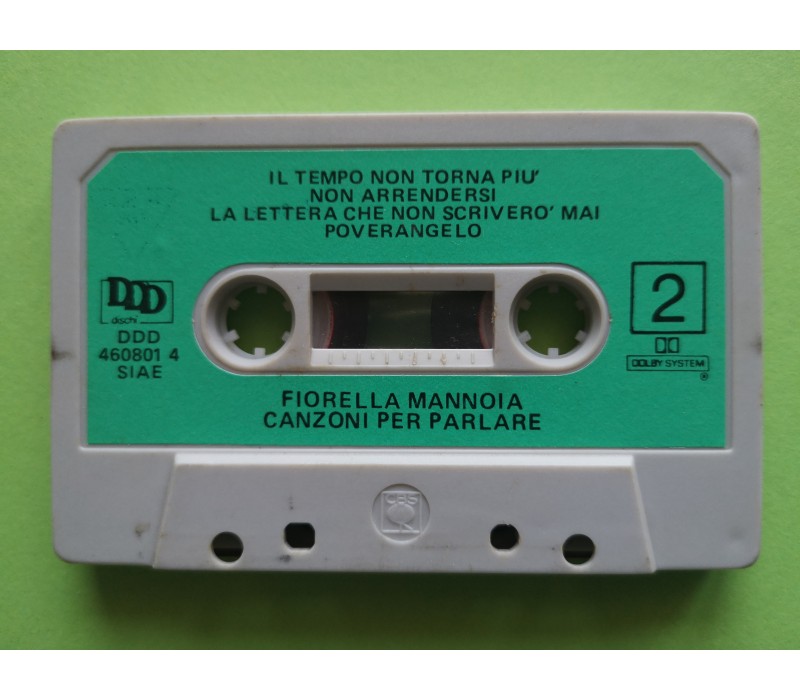 IL TEMPO NON TORNA PIU'
NON ARRENDERSI
LA LETTERA CHE NON SCRIVERO' MAI
POVERANGELO
DDD
dischi
DDD
460801 4
SIAE
2
DOLBY SYSTEM
®
FIORELLA MANNOIA
CANZONI PER PARLARE
CBS